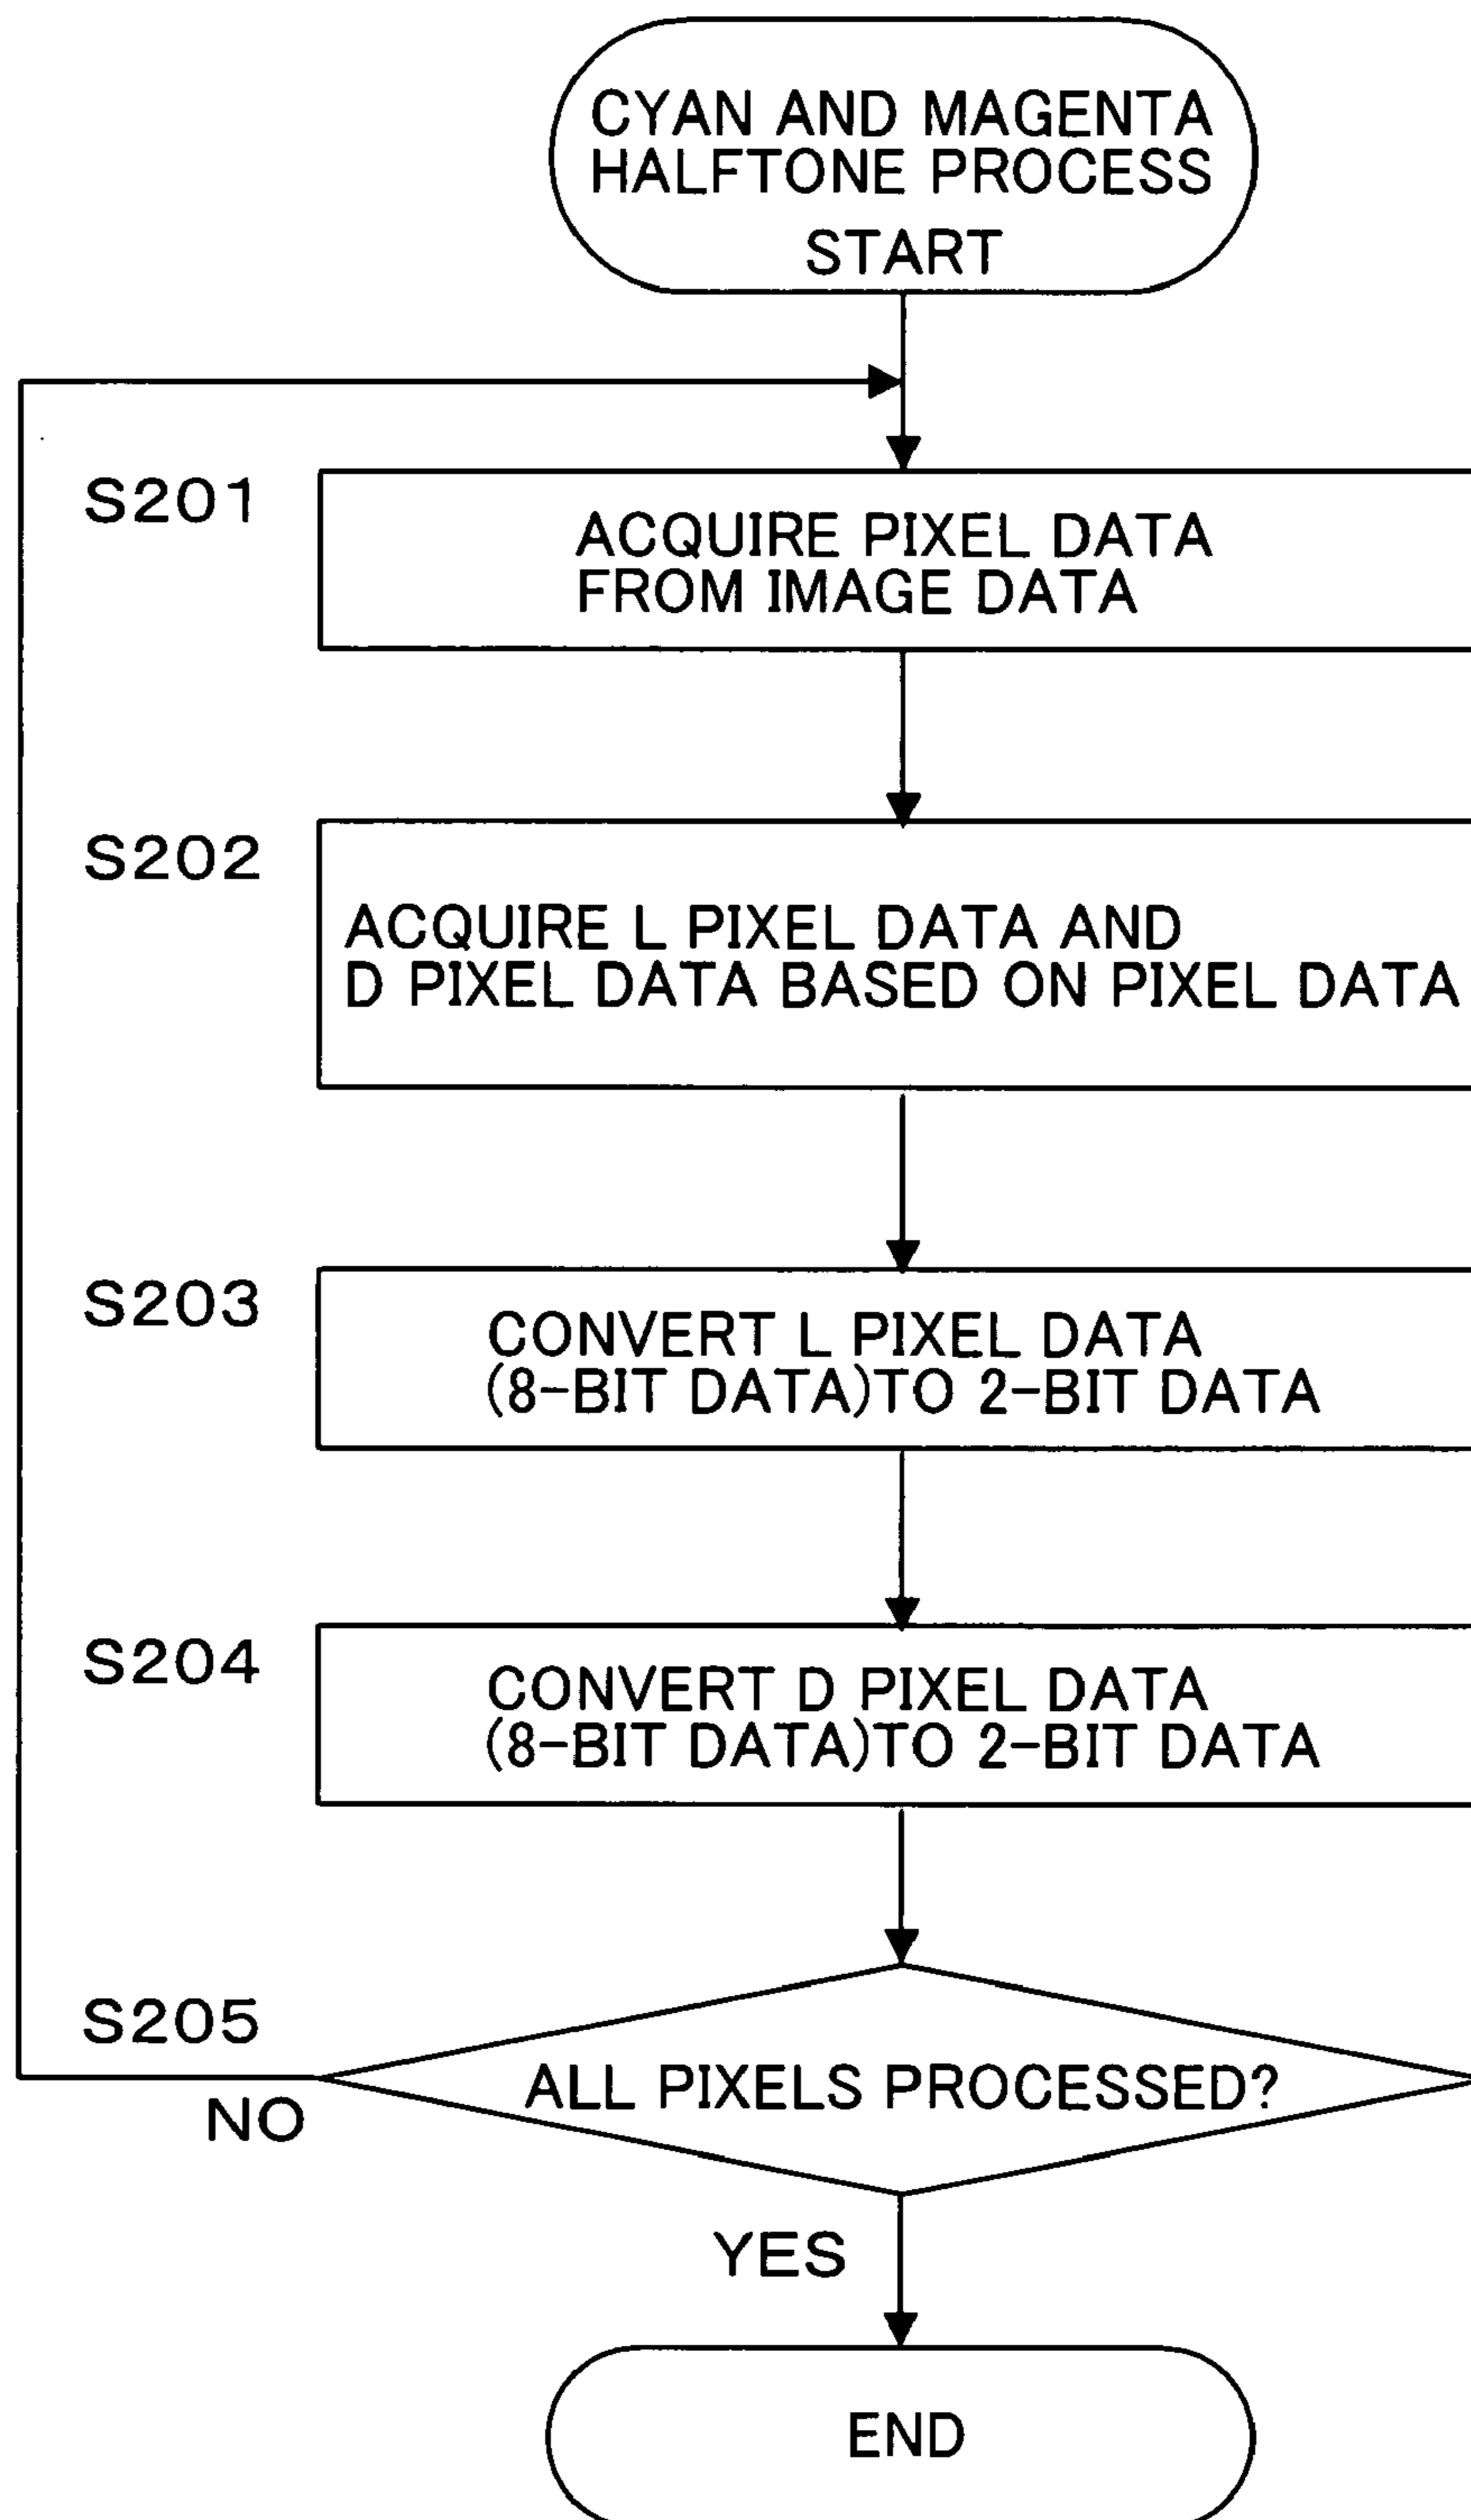 CYAN AND MAGENTA
HALFTONE PROCESS
START
S201
ACQUIRE PIXEL DATA
FROM IMAGE DATA
S202
ACQUIRE L PIXEL DATA AND
D PIXEL DATA BASED ON PIXEL DATA
S203
CONVERT L PIXEL DATA
(8-BIT DATA)TO 2-BIT DATA
S204
CONVERT D PIXEL DATA
(8-BIT DATA)TO 2-BIT DATA
S205
ALL PIXELS PROCESSED?
NO
YES
END